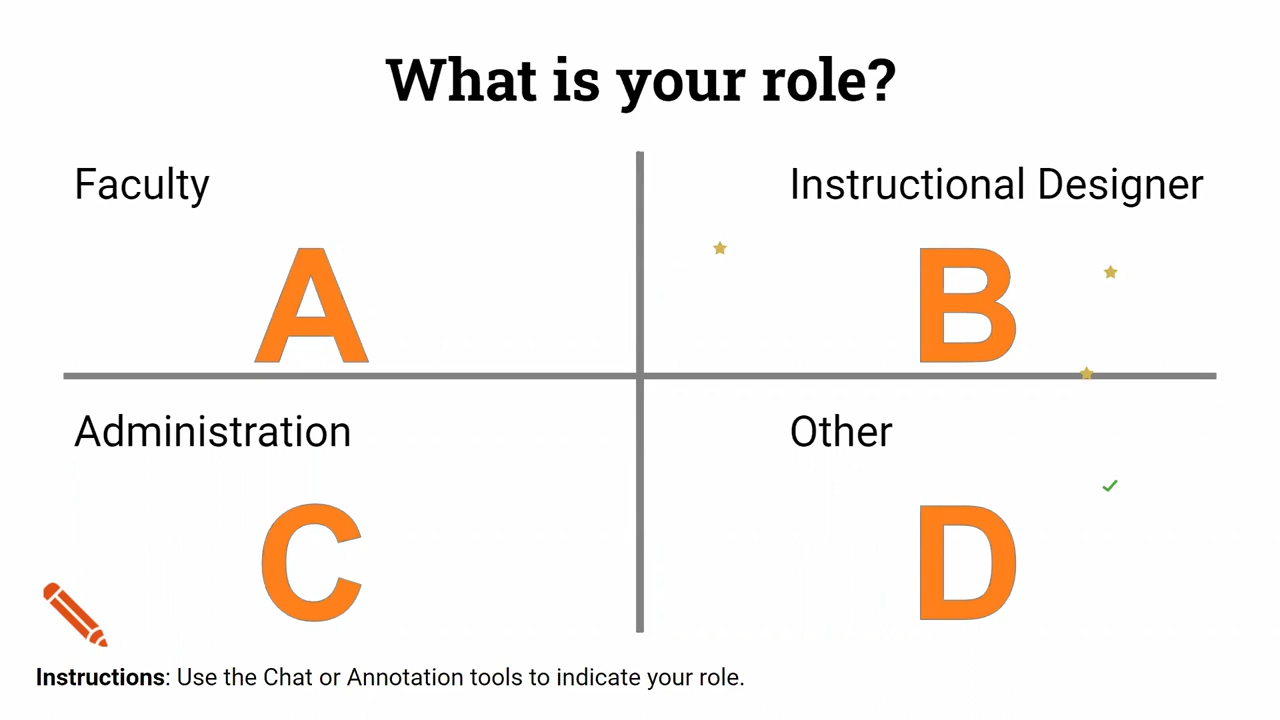 What is your role?
Faculty
A
Instructional Designer
B
Administration
C
Other
D
Instructions: Use the Chat or Annotation tools to indicate your role.